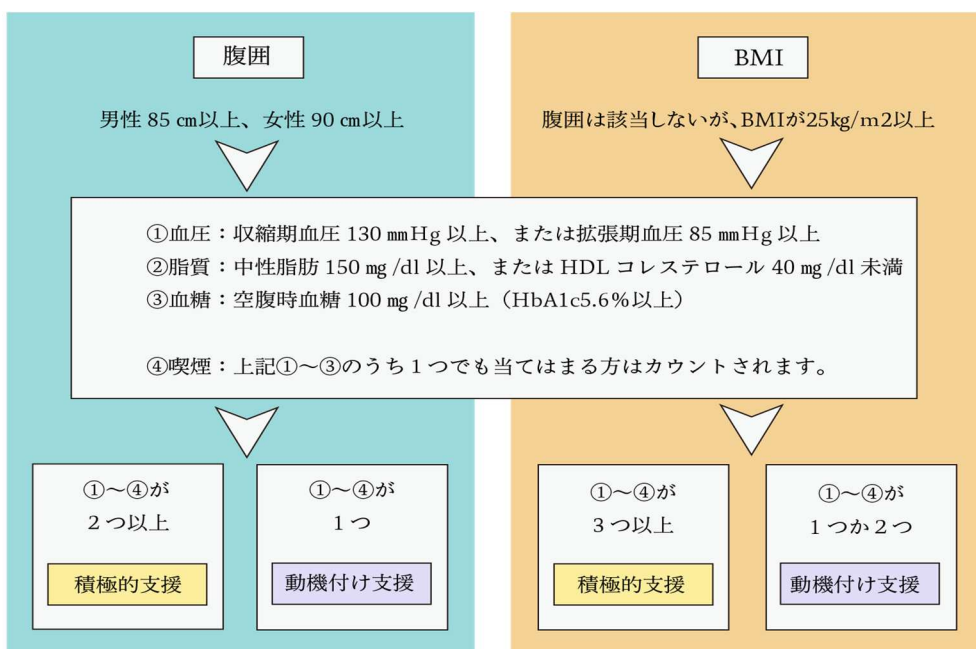 腹囲
BMI
男性 85 ㎝以上、女性 90 ㎝以上
腹囲は該当しないが、BMIが25kg/m2以上
①血圧：収縮期血圧 130 ㎜Hg 以上、または拡張期血圧 85 ㎜Hg 以上
②脂質：中性脂肪 150 ㎎ /dl 以上、または HDL コレステロール 40 ㎎ /dl 未満
③血糖：空腹時血糖 100 ㎎ /dl 以上（HbA1c5.6％以上）
④喫煙：上記①～③のうち１つでも当てはまる方はカウントされます。
①～④が
２つ以上
積極的支援
①～④が
１つ
動機付け支援
①～④が
３つ以上
積極的支援
①～④が
１つか２つ
動機付け支援